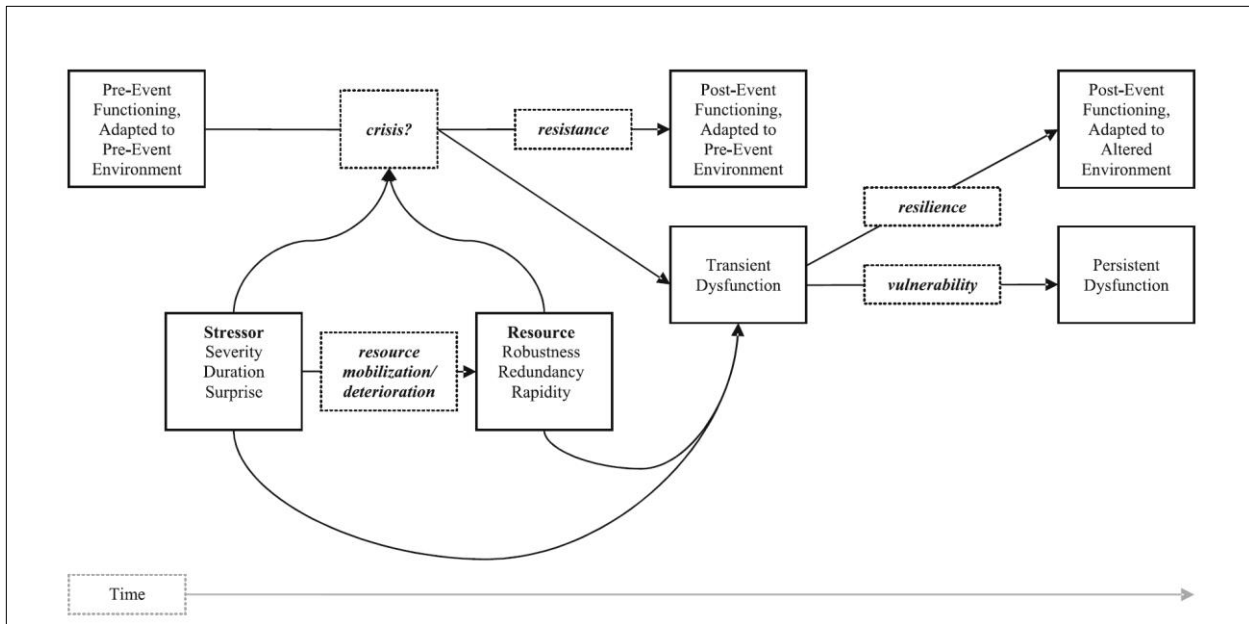 Pre-Event
Functioning,
Adapted to
Pre-Event
Environment
crisis?
resistance
Post-Event
Functioning,
Adapted to
Pre-Event
Environment
Post-Event
Functioning,
Adapted to
Altered
Environment
resilience
Transient
Dysfunction
vulnerability
Persistent
Dysfunction
Stressor
Severity
Duration
Surprise
resource
mobilization/
deterioration
Resource
Robustness
Redundancy
Rapidity
Time